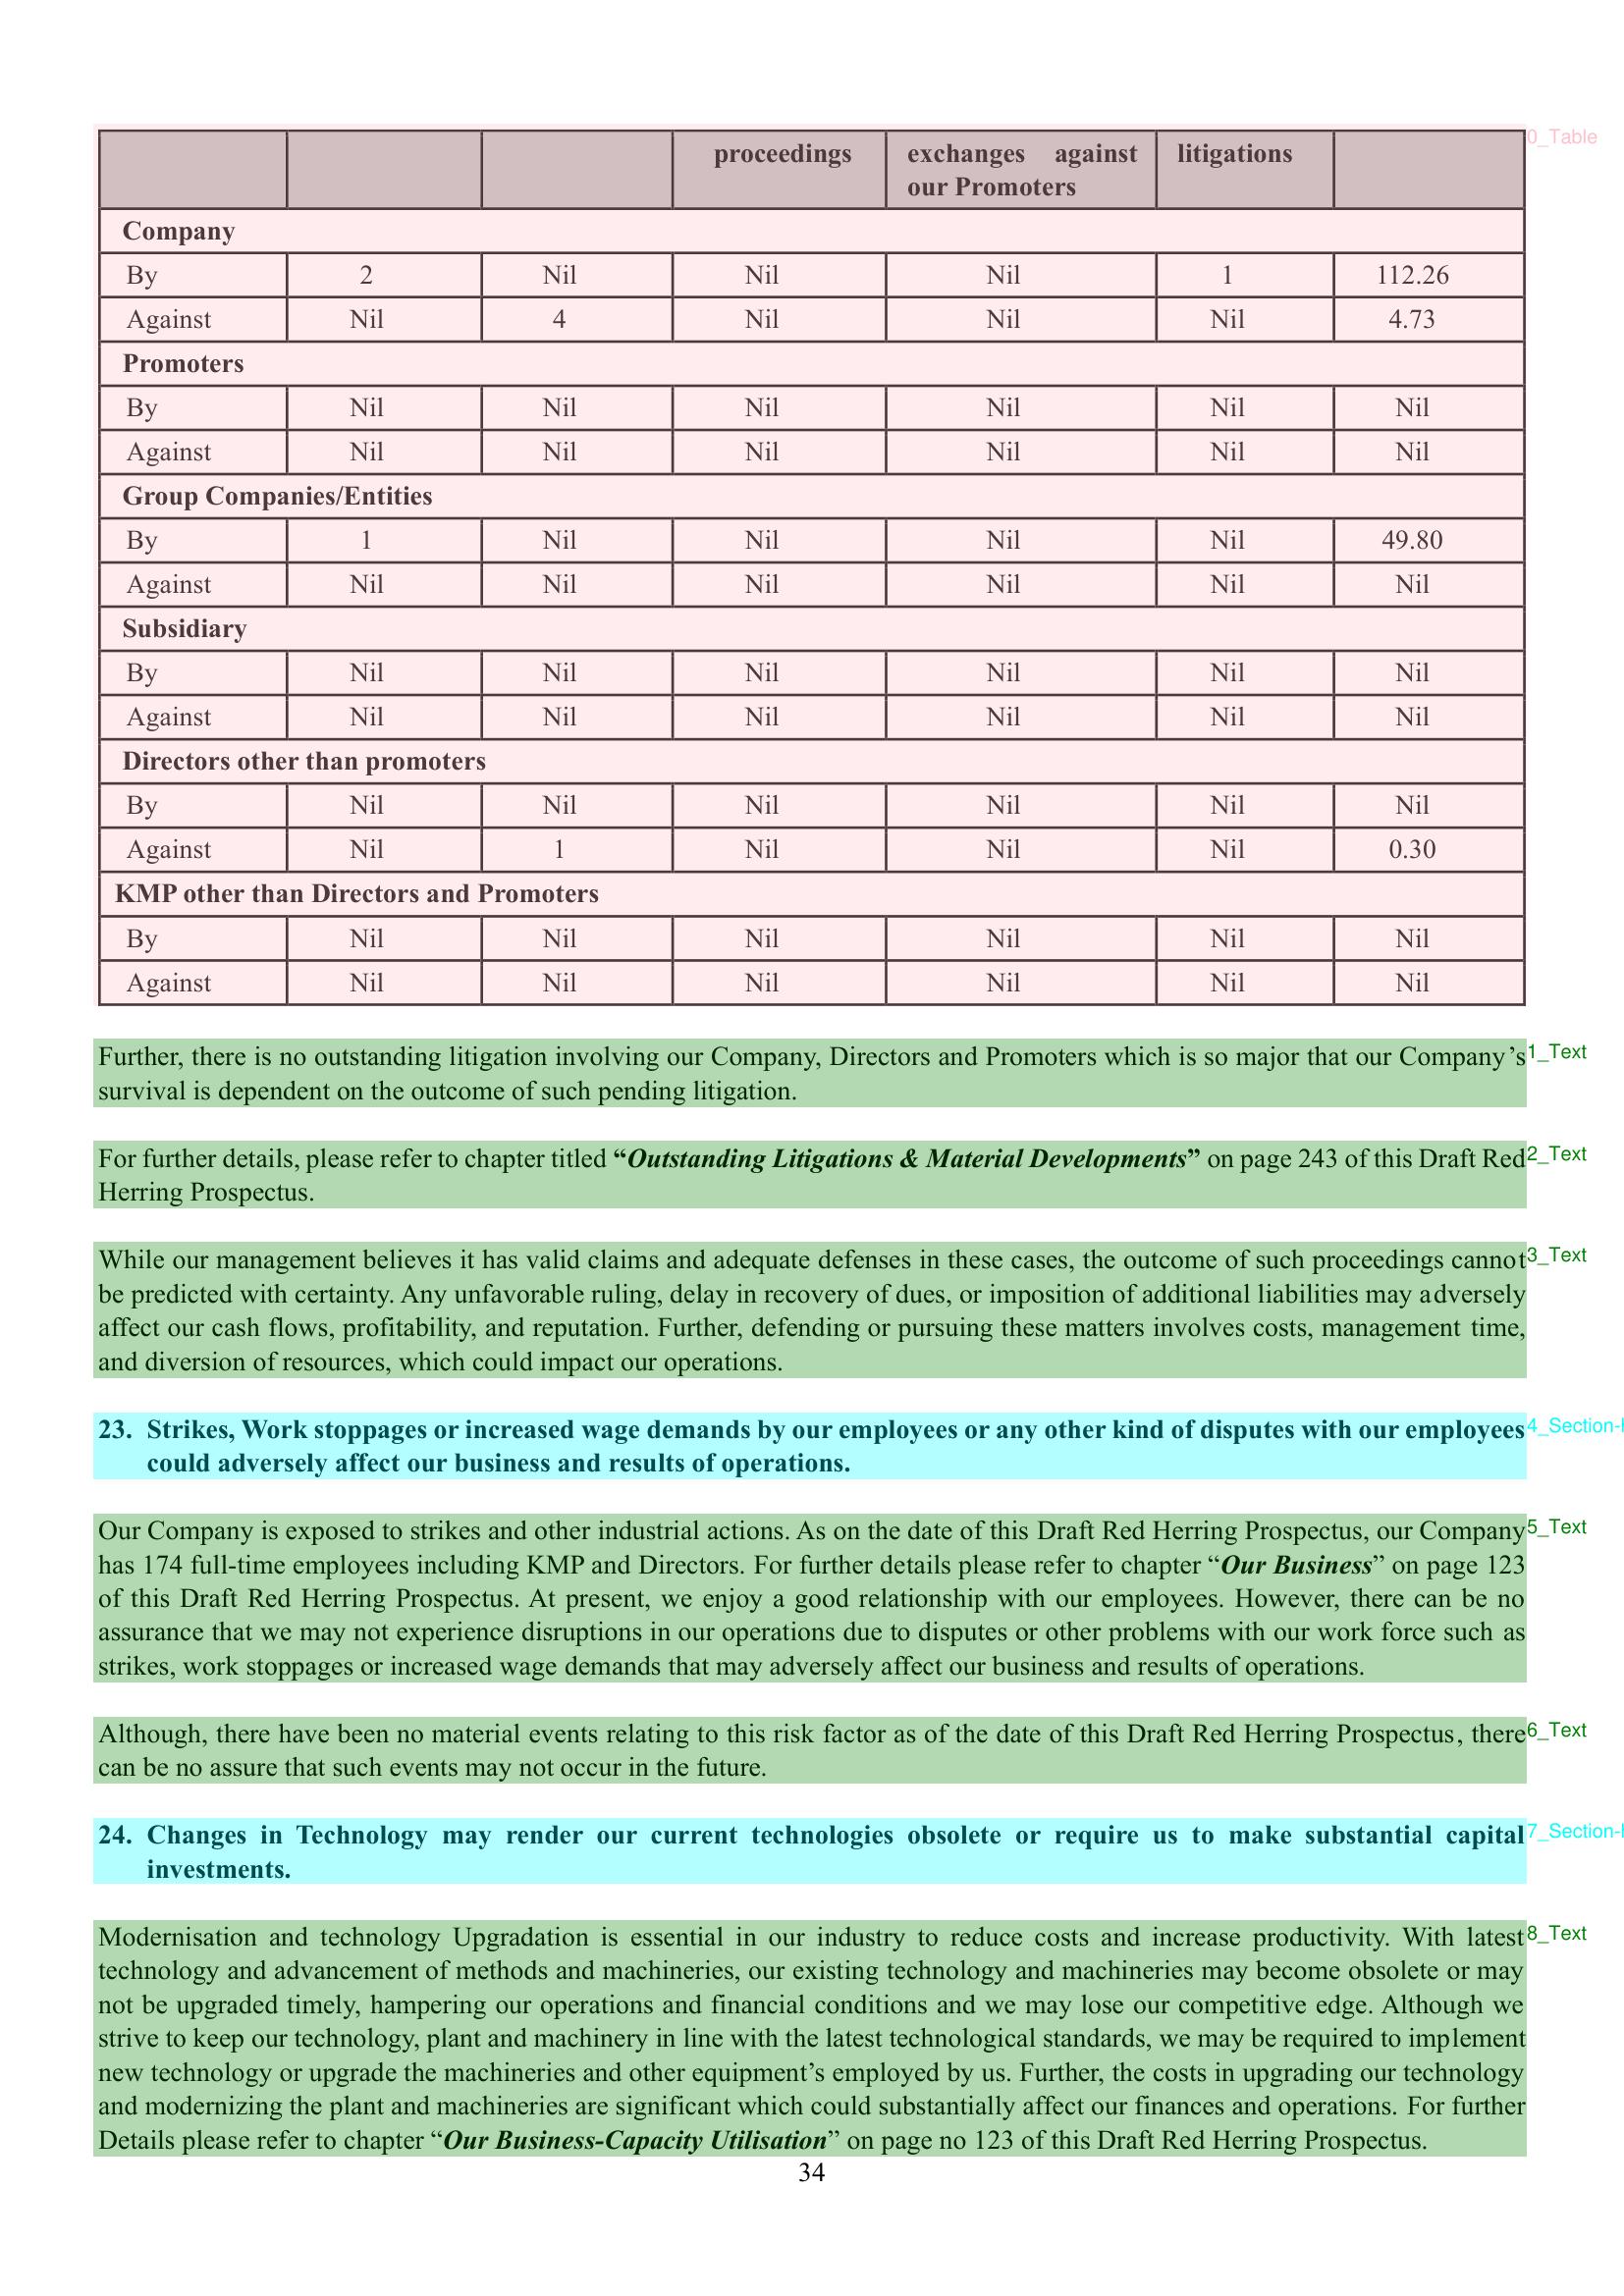 proceedings exchanges against litigations
our Promoters
Company
By 2 Nil Nil Nil 1 112.26
Against Nil 4 Nil Nil Nil 4.73
Promoters
By Nil Nil Nil Nil Nil Nil
Against Nil Nil Nil Nil Nil Nil
Group Companies/Entities
By 1 Nil Nil Nil Nil 49.80
Against Nil Nil Nil Nil Nil Nil
Subsidiary
By Nil Nil Nil Nil Nil Nil
Against Nil Nil Nil Nil Nil Nil
Directors other than promoters
By Nil Nil Nil Nil Nil Nil
Against Nil 1 Nil Nil Nil 0.30
KMP other than Directors and Promoters
By Nil Nil Nil Nil Nil Nil
Against Nil Nil Nil Nil Nil Nil
0_Table
Further, there is no outstanding litigation involving our Company, Directors and Promoters which is so major that our Company's
survival is dependent on the outcome of such pending litigation.
1_Text
For further details, please refer to chapter titled “Outstanding Litigations & Material Developments” on page 243 of this Draft Red
Herring Prospectus.
2_Text
While our management believes it has valid claims and adequate defenses in these cases, the outcome of such proceedings cannot
be predicted with certainty. Any unfavorable ruling, delay in recovery of dues, or imposition of additional liabilities may adversely
affect our cash flows, profitability, and reputation. Further, defending or pursuing these matters involves costs, management time,
and diversion of resources, which could impact our operations.
3_Text
23. Strikes, Work stoppages or increased wage demands by our employees or any other kind of disputes with our employees
could adversely affect our business and results of operations.
4_Section-
Our Company is exposed to strikes and other industrial actions. As on the date of this Draft Red Herring Prospectus, our Company
has 174 full-time employees including KMP and Directors. For further details please refer to chapter “Our Business” on page 123
of this Draft Red Herring Prospectus. At present, we enjoy a good relationship with our employees. However, there can be no
assurance that we may not experience disruptions in our operations due to disputes or other problems with our work force such as
strikes, work stoppages or increased wage demands that may adversely affect our business and results of operations.
5_Text
Although, there have been no material events relating to this risk factor as of the date of this Draft Red Herring Prospectus, there
can be no assure that such events may not occur in the future.
6_Text
24. Changes in Technology may render our current technologies obsolete or require us to make substantial capital
investments.
7_Section-
Modernisation and technology Upgradation is essential in our industry to reduce costs and increase productivity. With latest
technology and advancement of methods and machineries, our existing technology and machineries may become obsolete or may
not be upgraded timely, hampering our operations and financial conditions and we may lose our competitive edge. Although we
strive to keep our technology, plant and machinery in line with the latest technological standards, we may be required to implement
new technology or upgrade the machineries and other equipment’s employed by us. Further, the costs in upgrading our technology
and modernizing the plant and machineries are significant which could substantially affect our finances and operations. For further
Details please refer to chapter “Our Business-Capacity Utilisation” on page no 123 of this Draft Red Herring Prospectus.
8_Text
34